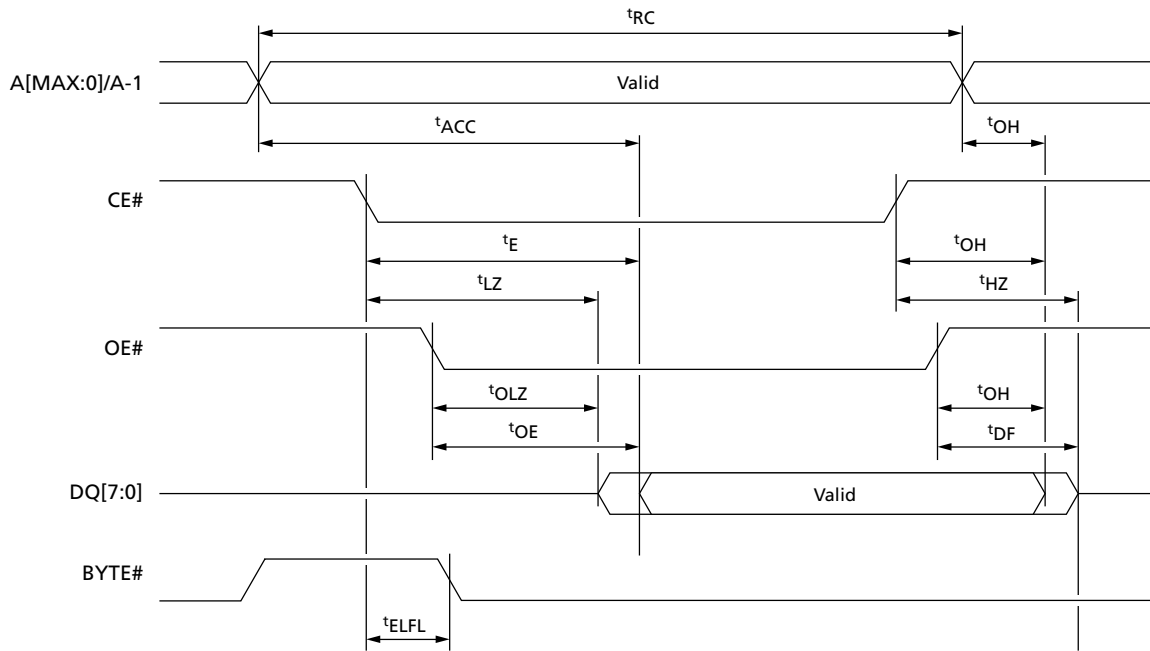 tRC
A[MAX:0]/A-1
Valid
tACC
tOH
CE#
tE
tOH
tLZ
tHZ
OE#
tOLZ
tOH
tOE
tDF
DQ[7:0]
Valid
BYTE#
tELFL